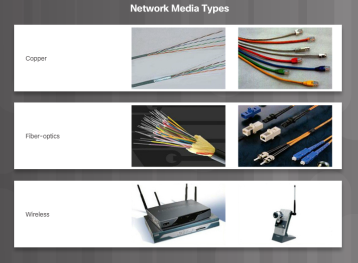 Network Media Types
Copper
Fiber-optics
Wireless